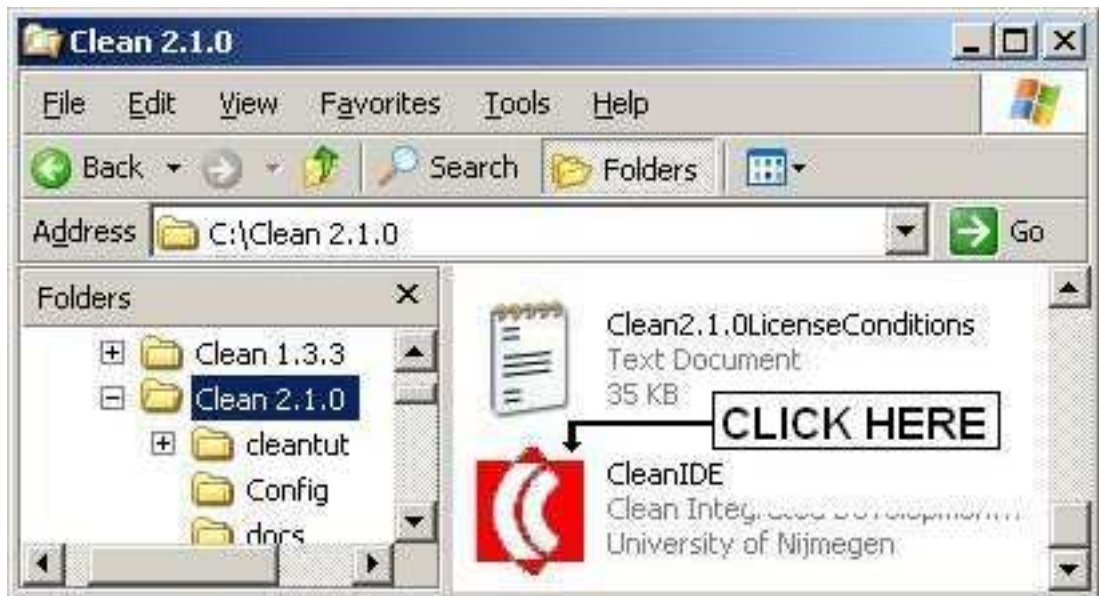 Clean 2.1.0
File Edit View Favorites Tools Help
Back Search Folders
Address C:\Clean 2.1.0 Go
Folders
Clean 1.3.3
Clean 2.1.0
cleantut
Config
docs
Clean2.1.0LicenseConditions
Text Document
35 KB
CLICK HERE
CleanIDE
Clean Integrated
University of Nijmegen